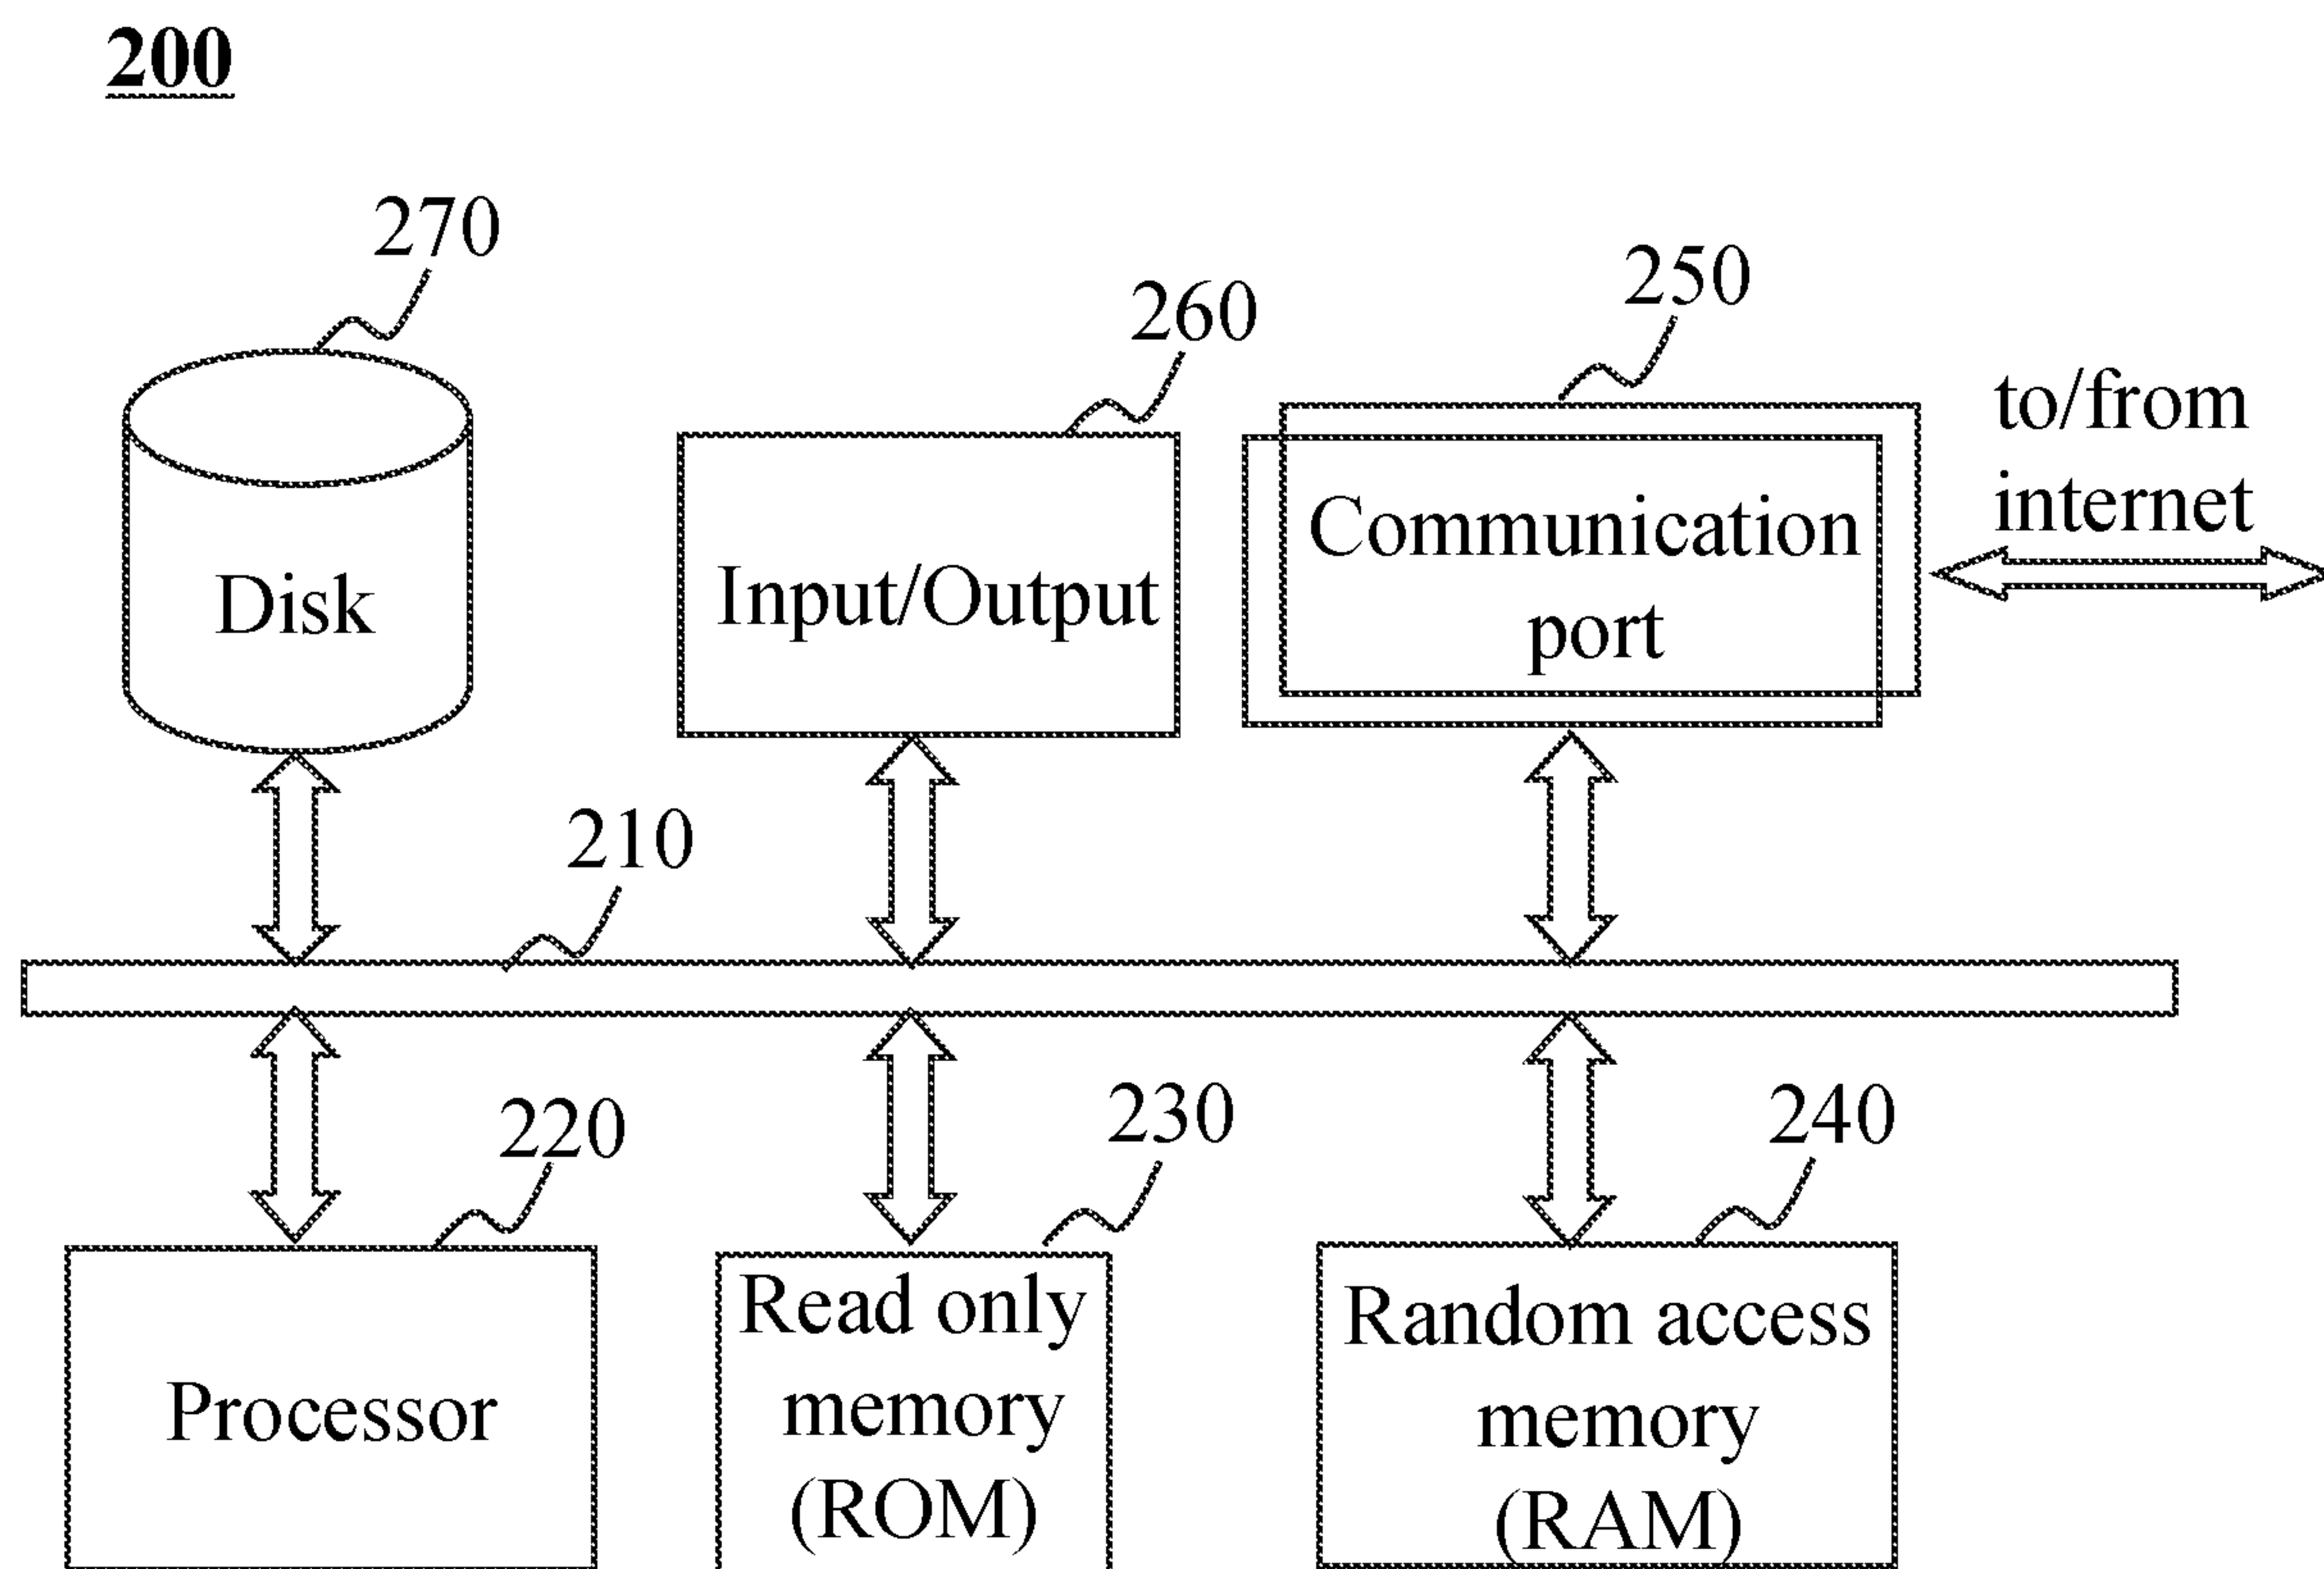 200
270
260
250
to/from
internet
Disk
Input/Output
Communication
port
210
220
230
240
Processor
Read only
memory
(ROM)
Random access
memory
(RAM)